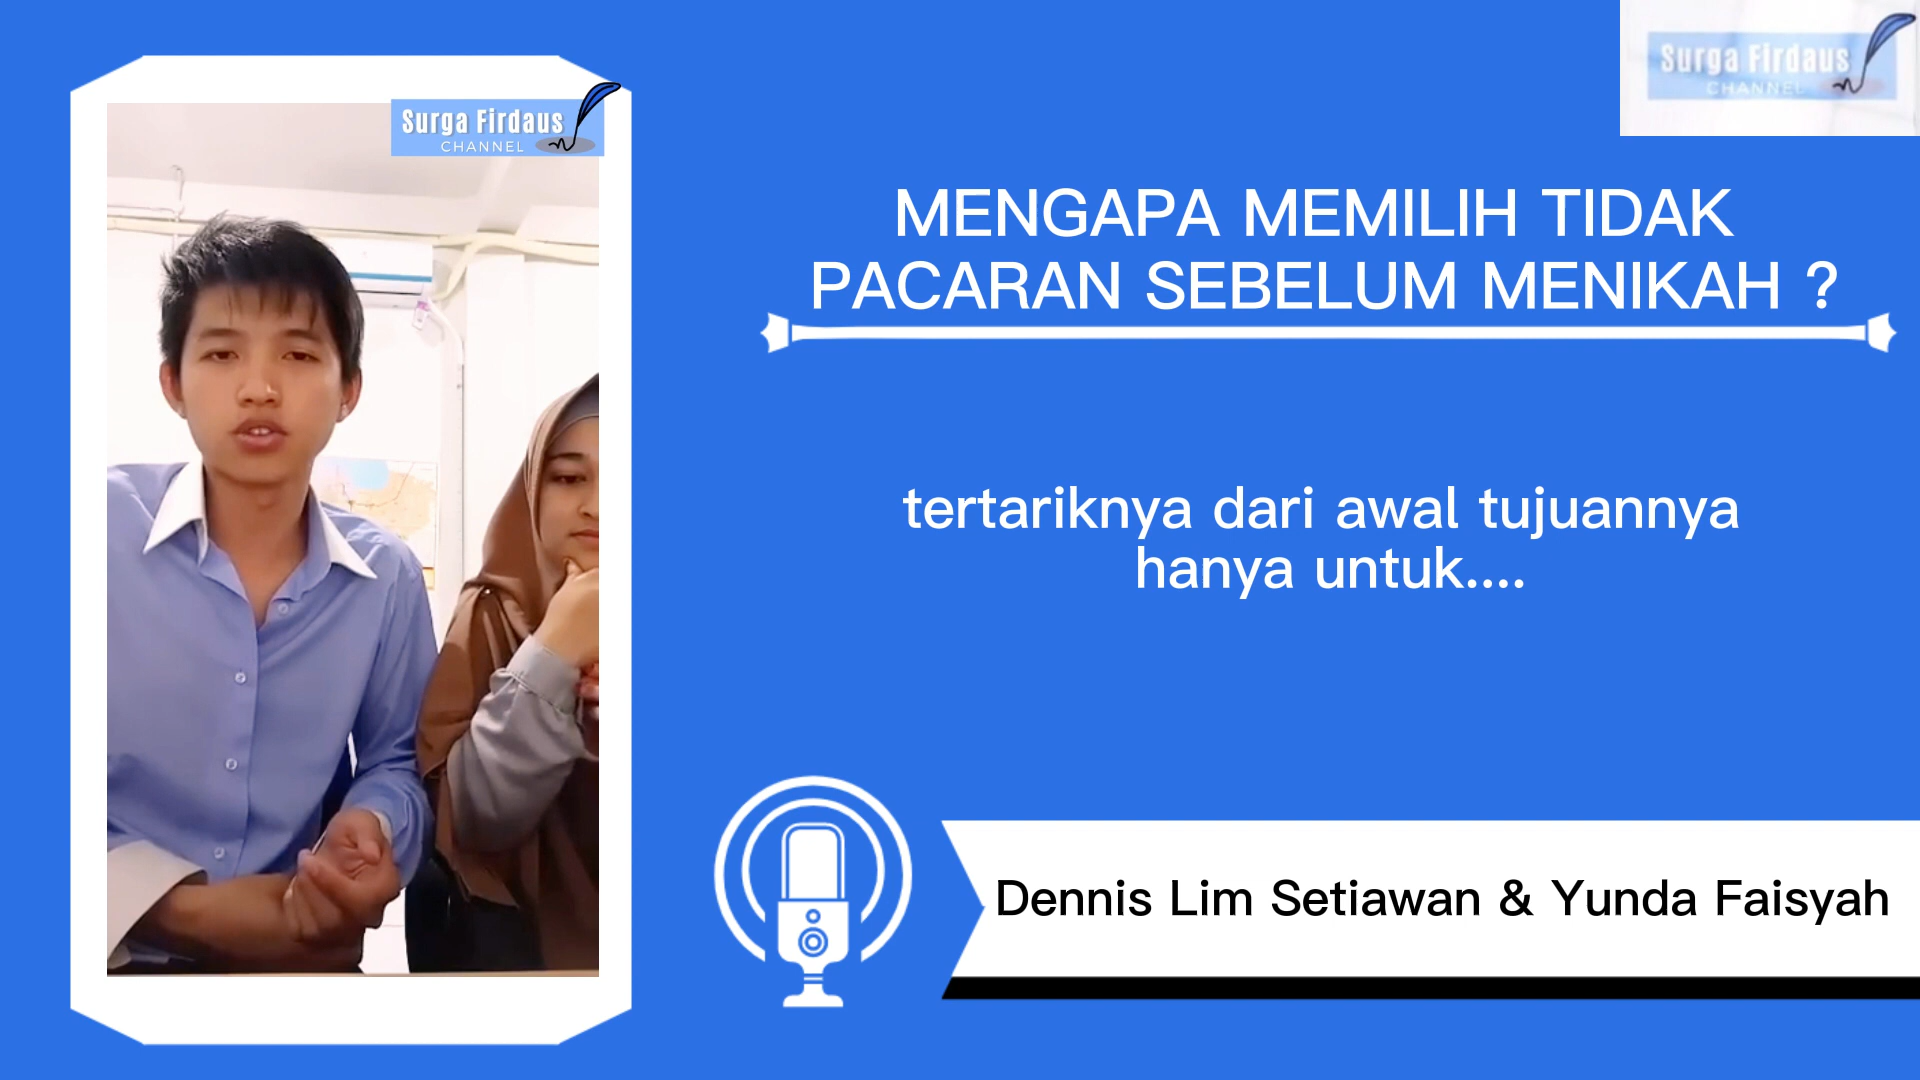 Surga Firdaus
CHANNEL
Surga Firdaus
CHANNEL
MENGAPA MEMILIH TIDAK
PACARAN SEBELUM MENIKAH ?
tertariknya dari awal tujuannya
hanya untuk....
Dennis Lim Setiawan & Yunda Faisyah